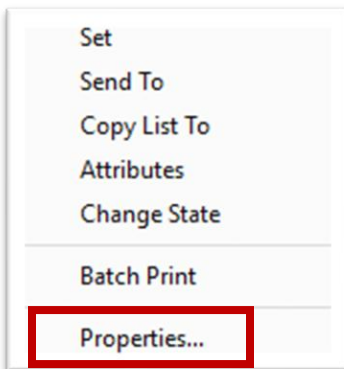 Set
Send To
Copy List To
Attributes
Change State
Batch Print
Properties...